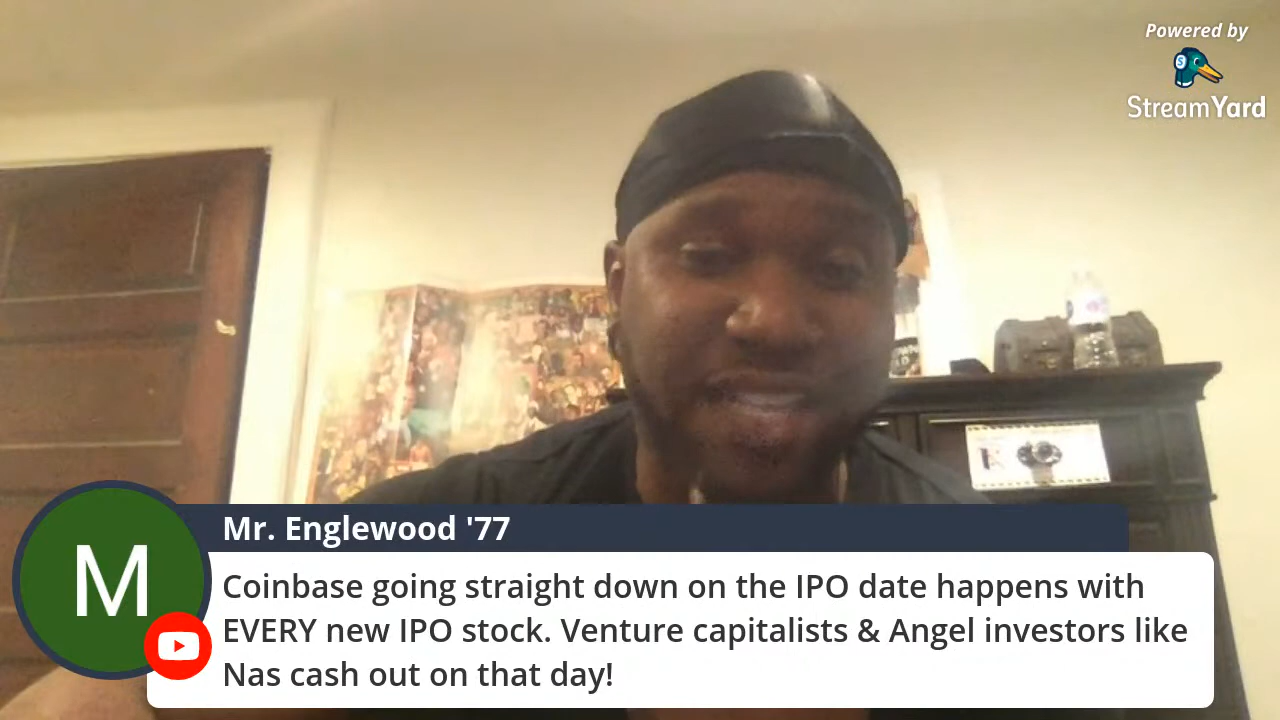 Powered by
StreamYard
Mr. Englewood '77
M
Coinbase going straight down on the IPO date happens with
EVERY new IPO stock. Venture capitalists & Angel investors like
Nas cash out on that day!